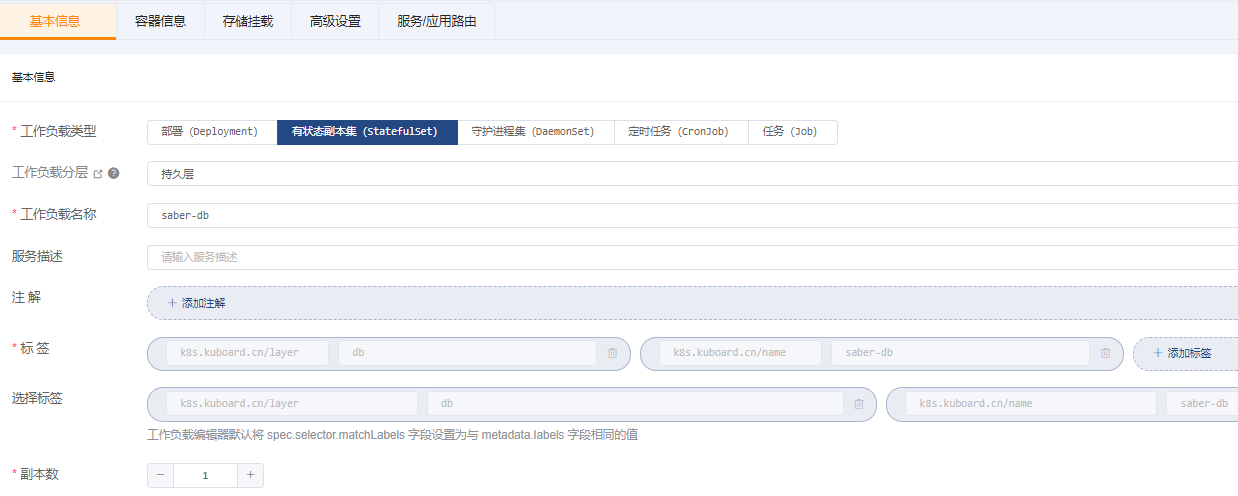 基本信息 容器信息 存储挂载 高级设置 服务/应用路由
基本信息
* 工作负载类型 部署 (Deployment) 有状态副本集 (StatefulSet) 守护进程集 (DaemonSet) 定时任务 (CronJob) 任务 (Job)
工作负载分层 持久层
* 工作负载名称 saber-db
服务描述 请输入服务描述
注 解 + 添加注解
* 标 签 k8s.kuboard.cn/layer db k8s.kuboard.cn/name saber-db + 添加标签
选择标签 k8s.kuboard.cn/layer db k8s.kuboard.cn/name saber-db
工作负载编辑器默认将 spec.selector.matchLabels 字段设置为与 metadata.labels 字段相同的值
* 副本数 − 1 +